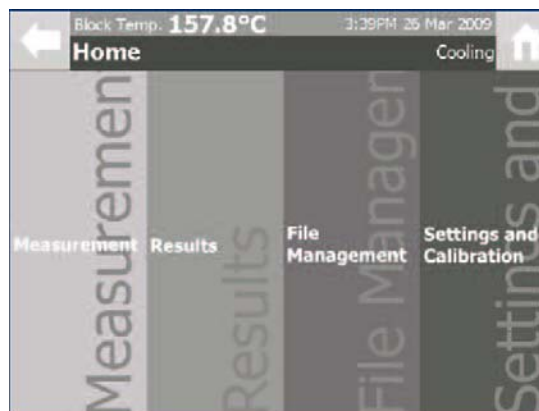 Block Temp. 157.8°C 3:39PM 26 Mar 2009
Home Cooling
Measurement
Results
File
Management
Settings and
Calibration
Measuremen
Results
File Managen
Settings and